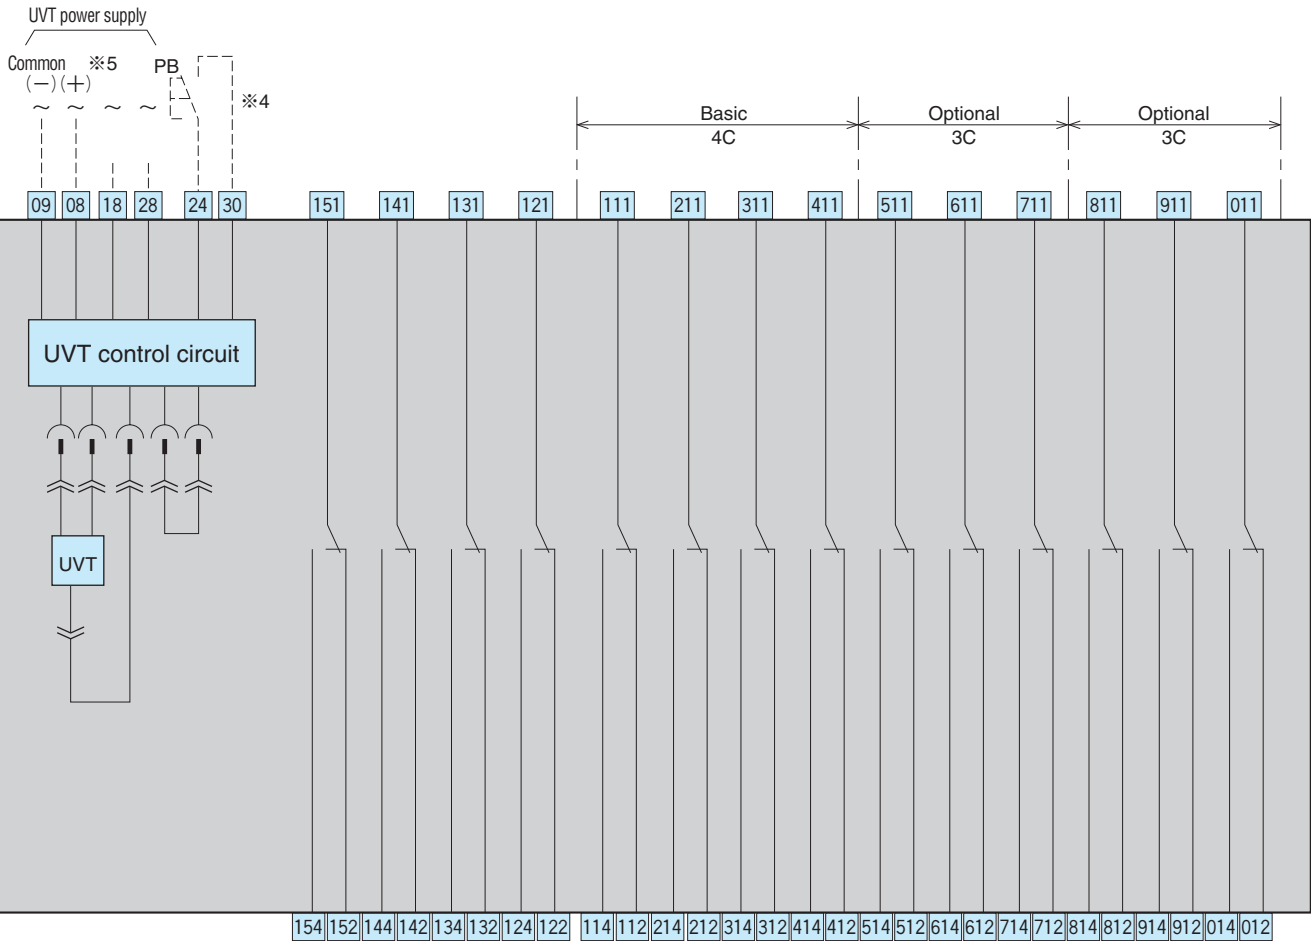 UVT power supply
Common ※5 PB
(－) (＋)
～ ～ ～ ～ ※4
Basic Optional Optional
4C 3C 3C
09 08 18 28 24 30 151 141 131 121 111 211 311 411 511 611 711 811 911 011
UVT control circuit
UVT
154 152 144 142 134 132 124 122 114 112 214 212 314 312 414 412 514 512 614 612 714 712 814 812 914 912 014 012